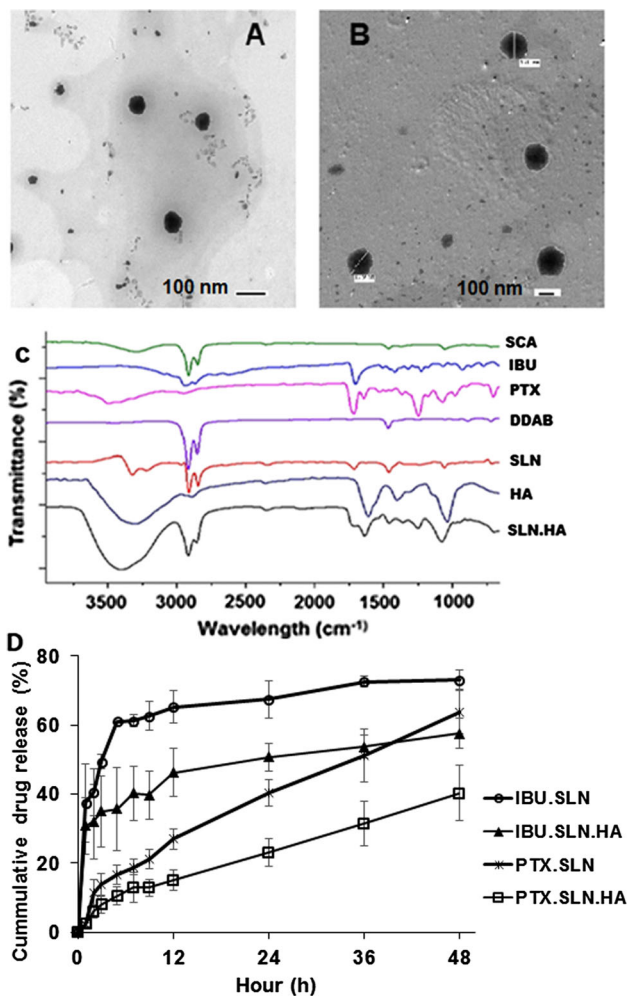 A
100 nm
B
100 nm
C
Transmittance (%)
SCA
IBU
PTX
DDAB
SLN
HA
SLN.HA
3500 3000 2500 2000 1500 1000
Wavelength (cm-1)
D
Cummulative drug release (%)
80
60
40
20
0
0 12 24 36 48
Hour (h)
IBU.SLN
IBU.SLN.HA
PTX.SLN
PTX.SLN.HA